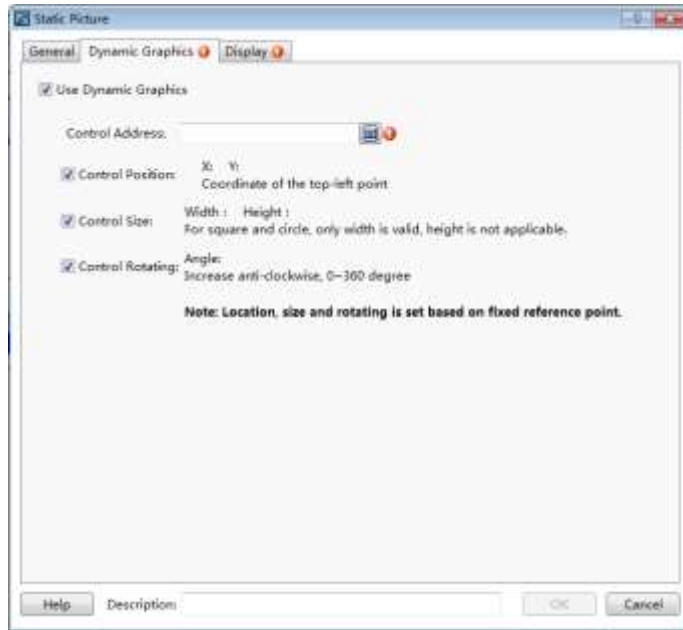 Static Picture
General Dynamic Graphics Display
Use Dynamic Graphics
Control Address:
Control Position: X: Y:
Coordinate of the top-left point
Control Size: Width : Height :
For square and circle, only width is valid, height is not applicable.
Control Rotating: Angle:
Increase anti-clockwise, 0~360 degree
Note: Location, size and rotating is set based on fixed reference point.
Help Description: OK Cancel